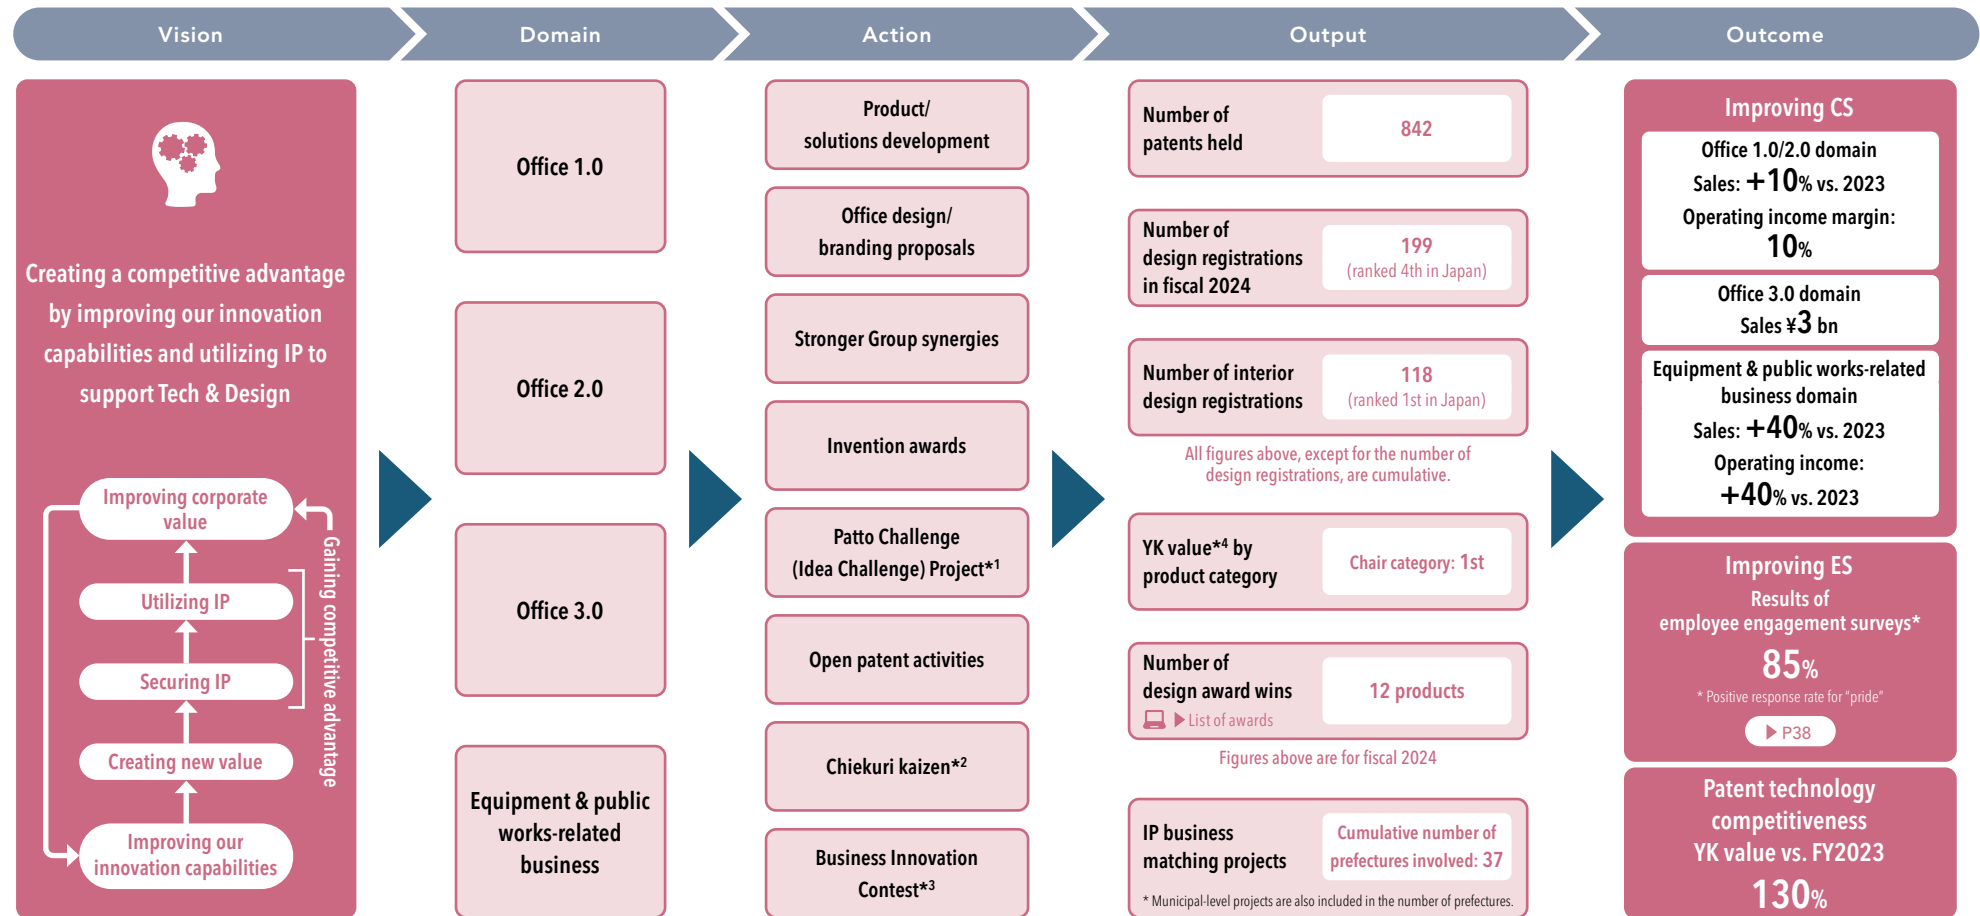 Vision
Domain
Action
Output
Outcome
Creating a competitive advantage
by improving our innovation
capabilities and utilizing IP to
support Tech & Design
Improving corporate
value
Utilizing IP
Securing IP
Creating new value
Improving our
innovation capabilities
Gaining competitive advantage
Office 1.0
Office 2.0
Office 3.0
Equipment & public
works-related
business
Product/
solutions development
Office design/
branding proposals
Stronger Group synergies
Invention awards
Patto Challenge
(Idea Challenge) Project*1
Open patent activities
Chiekuri kaizen*2
Business Innovation
Contest*3
Number of
patents held
842
Number of
design registrations
in fiscal 2024
199
(ranked 4th in Japan)
Number of interior
design registrations
118
(ranked 1st in Japan)
All figures above, except for the number of
design registrations, are cumulative.
YK value*4 by
product category
Chair category: 1st
Number of
design award wins
List of awards
12 products
Figures above are for fiscal 2024
IP business
matching projects
Cumulative number of
prefectures involved: 37
* Municipal-level projects are also included in the number of prefectures.
Improving CS
Office 1.0/2.0 domain
Sales: +10% vs. 2023
Operating income margin:
10%
Office 3.0 domain
Sales ¥3 bn
Equipment & public works-related
business domain
Sales: +40% vs. 2023
Operating income:
+40% vs. 2023
Improving ES
Results of
employee engagement surveys*
85%
* Positive response rate for "pride"
P38
Patent technology
competitiveness
YK value vs. FY2023
130%